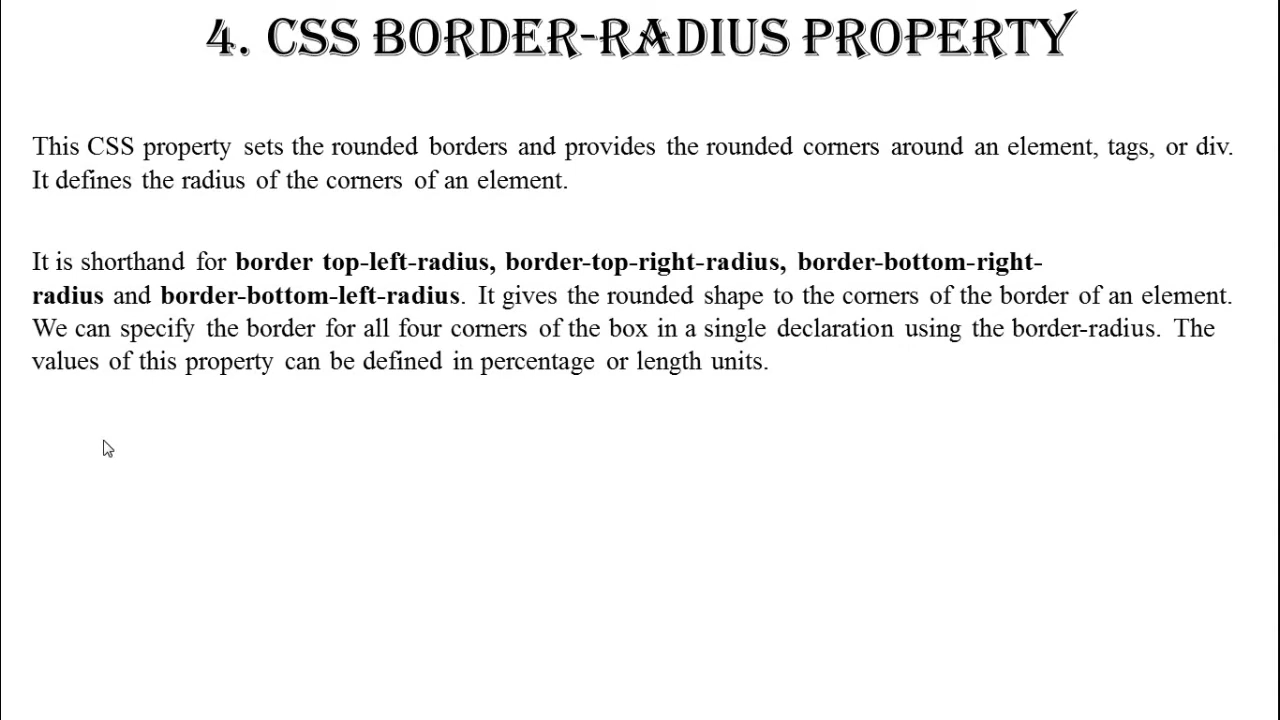 4. CSS BORDER-RADIUS PROPERTY
This CSS property sets the rounded borders and provides the rounded corners around an element, tags, or div.
It defines the radius of the corners of an element.
It is shorthand for border top-left-radius, border-top-right-radius, border-bottom-right-
radius and border-bottom-left-radius. It gives the rounded shape to the corners of the border of an element.
We can specify the border for all four corners of the box in a single declaration using the border-radius. The
values of this property can be defined in percentage or length units.